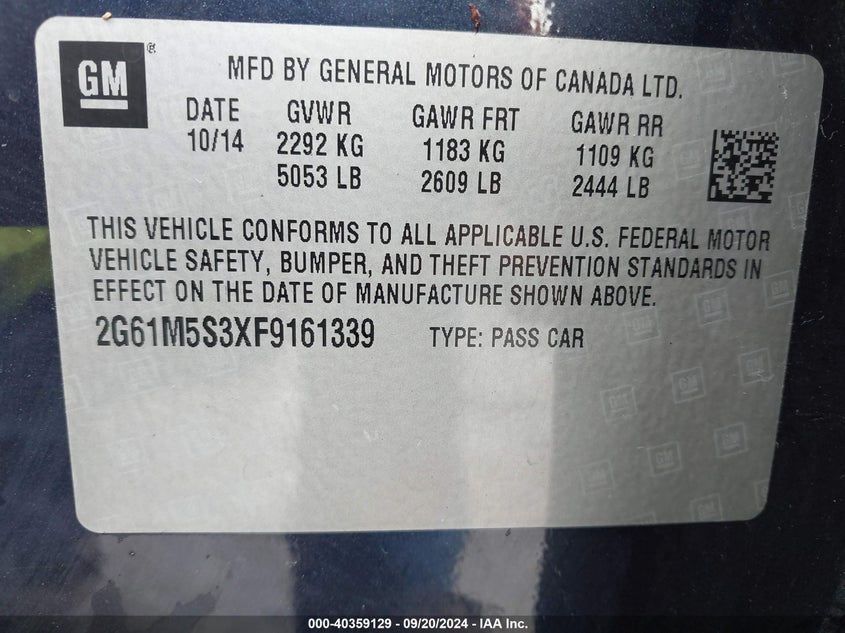 GM ®
MFD BY GENERAL MOTORS OF CANADA LTD.
DATE GVWR GAWR FRT GAWR RR
10/14 2292 KG 1183 KG 1109 KG
5053 LB 2609 LB 2444 LB
THIS VEHICLE CONFORMS TO ALL APPLICABLE U.S. FEDERAL MOTOR
VEHICLE SAFETY, BUMPER, AND THEFT PREVENTION STANDARDS IN
EFFECT ON THE DATE OF MANUFACTURE SHOWN ABOVE.
2G61M5S3XF9161339 TYPE: PASS CAR
000-40359129 - 09/20/2024 - IAA Inc.